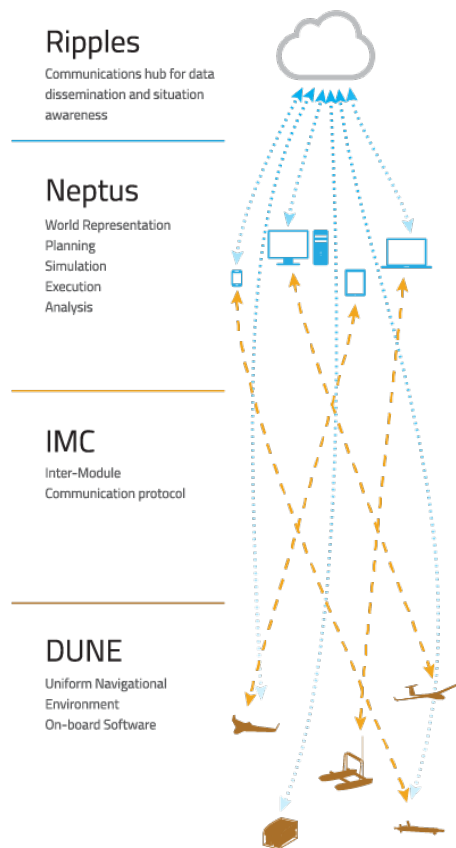 Ripples
Communications hub for data
dissemination and situation
awareness
Neptus
World Representation
Planning
Simulation
Execution
Analysis
IMC
Inter-Module
Communication protocol
DUNE
Uniform Navigational
Environment
On-board Software